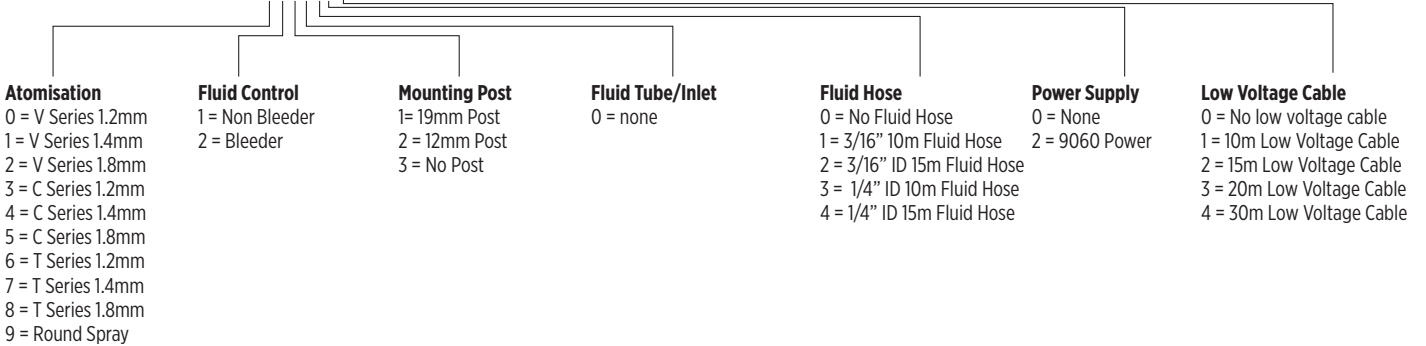 Atomisation
0 = V Series 1.2mm
1 = V Series 1.4mm
2 = V Series 1.8mm
3 = C Series 1.2mm
4 = C Series 1.4mm
5 = C Series 1.8mm
6 = T Series 1.2mm
7 = T Series 1.4mm
8 = T Series 1.8mm
9 = Round Spray
Fluid Control
1 = Non Bleeder
2 = Bleeder
Mounting Post
1= 19mm Post
2 = 12mm Post
3 = No Post
Fluid Tube/Inlet
0 = none
Fluid Hose
0 = No Fluid Hose
1 = 3/16” 10m Fluid Hose
2 = 3/16” ID 15m Fluid Hose
3 = 1/4” ID 10m Fluid Hose
4 = 1/4” ID 15m Fluid Hose
Power Supply
0 = None
2 = 9060 Power
Low Voltage Cable
0 = No low voltage cable
1 = 10m Low Voltage Cable
2 = 15m Low Voltage Cable
3 = 20m Low Voltage Cable
4 = 30m Low Voltage Cable